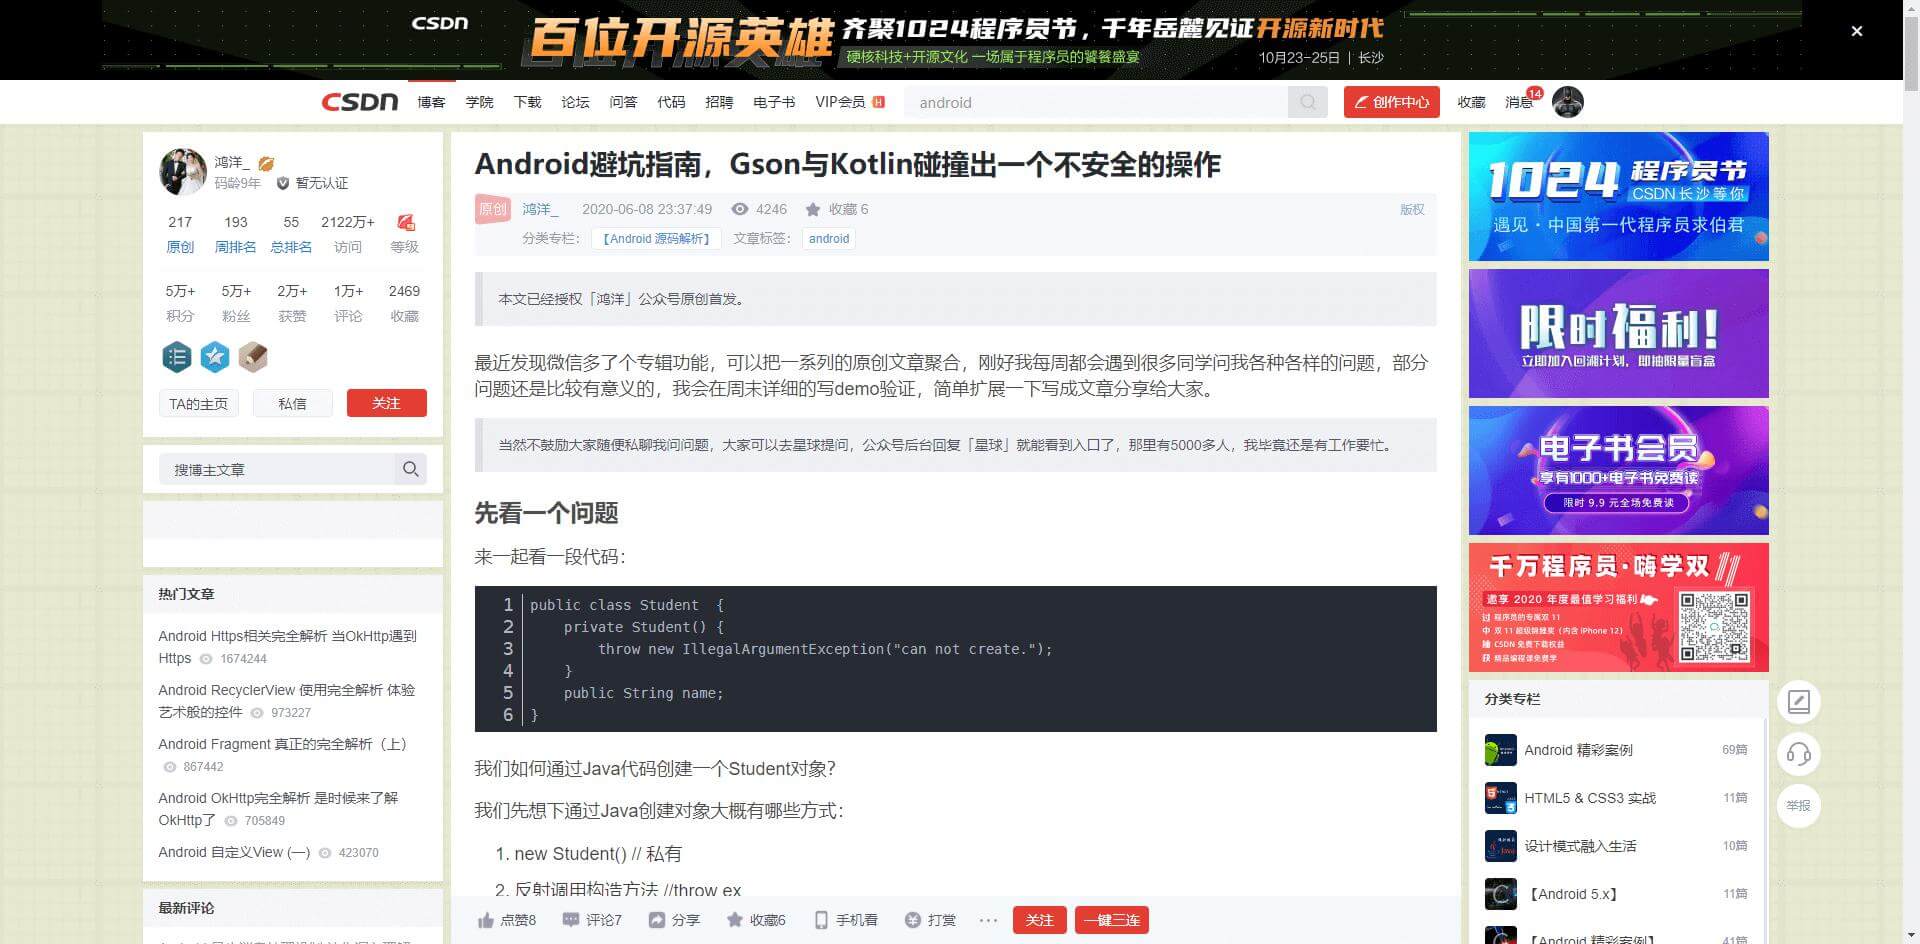 CSDN
百位开源英雄
齐聚1024程序员节，千年岳麓见证开源新时代
硬核科技+开源文化 一场属于程序员的饕餮盛宴
10月23-25日 | 长沙
CSDN 博客 学院 下载 论坛 问答 代码 招聘 电子书 VIP会员 android 创作中心 收藏 消息 14
鸿洋_
码龄9年 暂无认证
217 193 55 2122万+
原创 周排名 总排名 访问 等级
5万+ 5万+ 2万+ 1万+ 2469
积分 粉丝 获赞 评论 收藏
TA的主页 私信 关注
搜博主文章
热门文章
Android Https相关完全解析 当OkHttp遇到
Https 1674244
Android RecyclerView 使用完全解析 体验
艺术般的控件 973227
Android Fragment 真正的完全解析（上）
867442
Android OkHttp完全解析 是时候来了解
OkHttp了 705849
Android 自定义View (一) 423070
最新评论
Android避坑指南，Gson与Kotlin碰撞出一个不安全的操作
原创 鸿洋_ 2020-06-08 23:37:49 4246 收藏 6 版权
分类专栏： 【Android 源码解析】 文章标签： android
本文已经授权「鸿洋」公众号原创首发。
最近发现微信多了个专辑功能，可以把一系列的原创文章聚合，刚好我每周都会遇到很多同学问我各种各样的问题，部分
问题还是比较有意义的，我会在周末详细的写demo验证，简单扩展一下写成文章分享给大家。
当然不鼓励大家随便私聊我问问题，大家可以去星球提问，公众号后台回复「星球」就能看到入口了，那里有5000多人，我毕竟还是有工作要忙。
先看一个问题
来一起看一段代码：
1 public class Student  {
2     private Student() {
3         throw new IllegalArgumentException("can not create.");
4     }
5     public String name;
6 }
我们如何通过Java代码创建一个Student对象？
我们先想下通过Java创建对象大概有哪些方式：
1. new Student() // 私有
2. 反射调用构造方法 //throw ex
点赞8 评论7 分享 收藏6 手机看 打赏 ··· 关注 一键三连
1024 程序员节
CSDN 长沙等你
遇见·中国第一代程序员求伯君
限时福利！
立即加入回湘计划，即抽限量盲盒
电子书会员
享有1000+电子书免费读
限时 9.9 元全场免费读
千万程序员·嗨学双11
邀享 2020 年度最值学习福利
程序员的专属双 11
双 11 超级锦鲤奖（内含 iPhone 12）
CSDN 免费下载权益
精品编程课免费学
分类专栏
Android 精彩案例 69篇
HTML5 & CSS3 实战 11篇
设计模式融入生活 10篇
【Android 5.x】 11篇
【Android 精彩案例】 41篇
举报